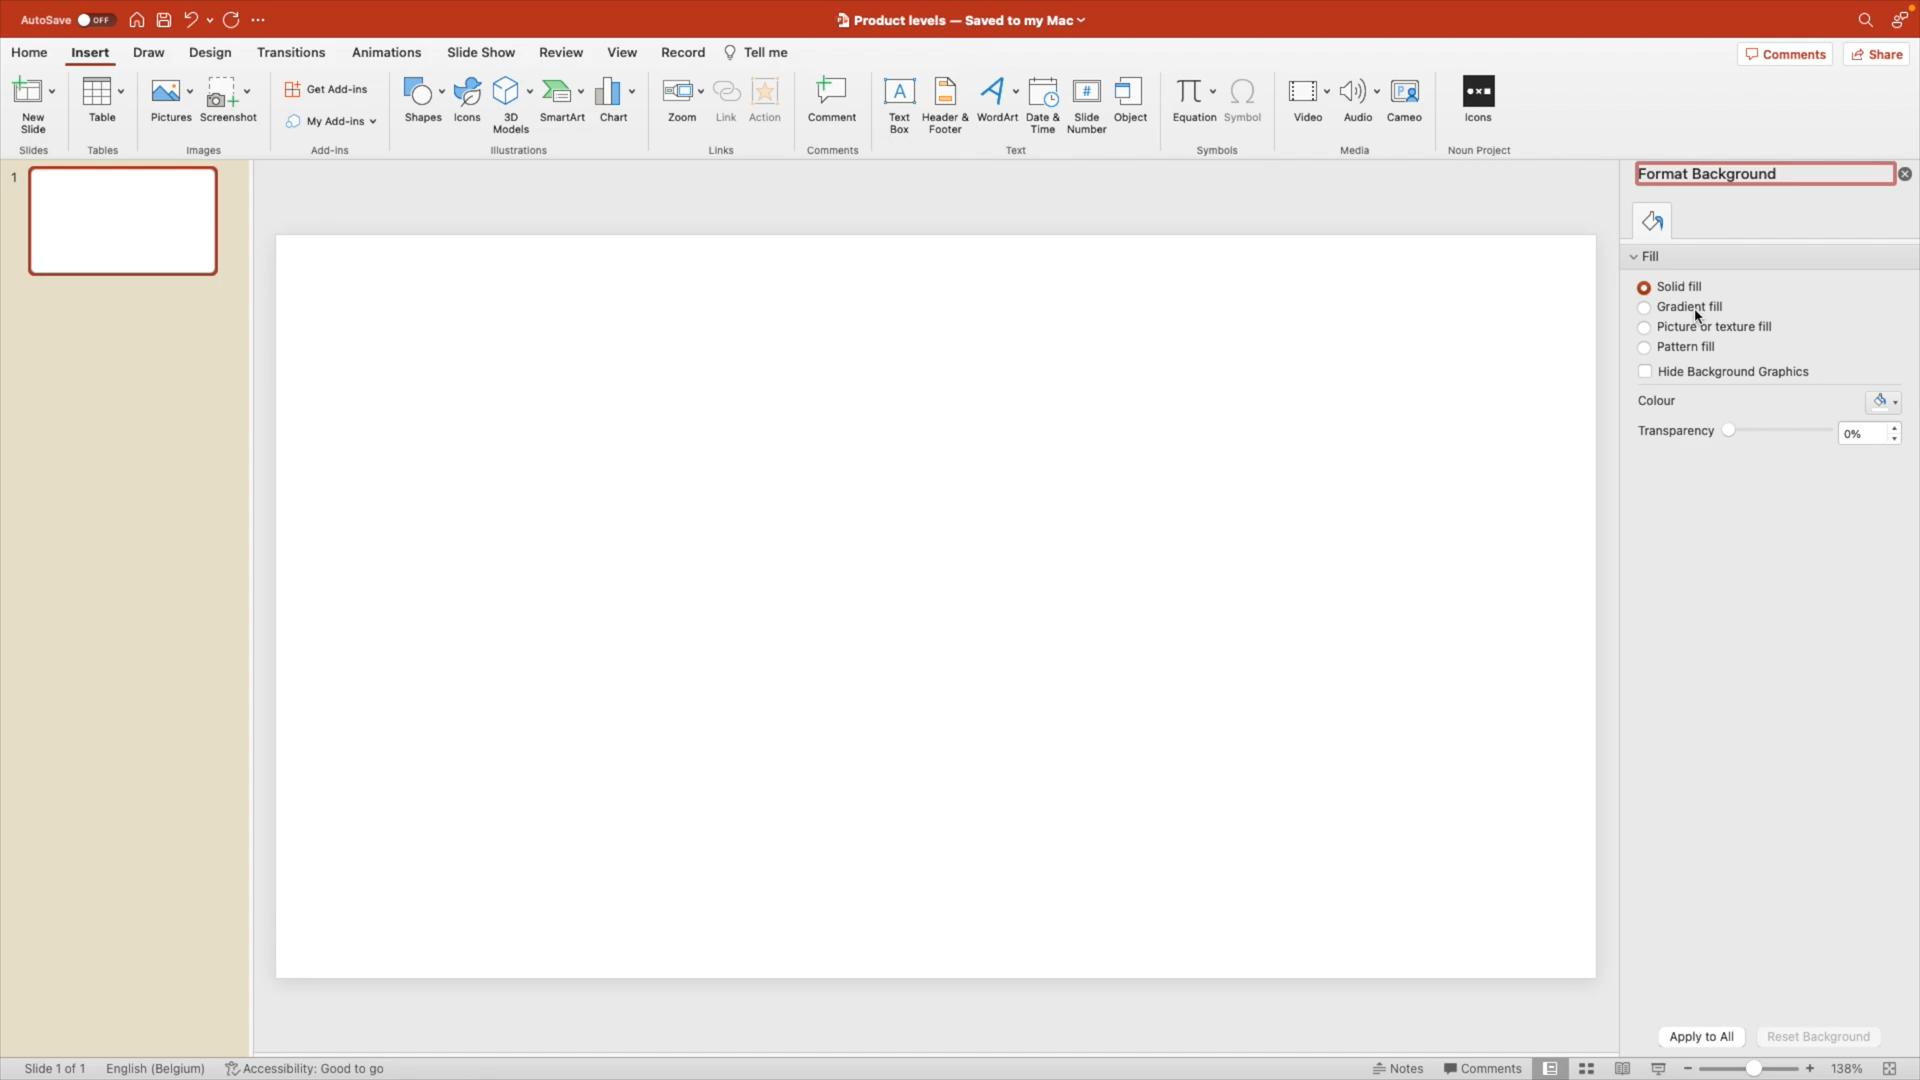 AutoSave OFF
Product levels — Saved to my Mac
Home Insert Draw Design Transitions Animations Slide Show Review View Record Tell me
Comments Share
New Slide
Table
Pictures
Screenshot
Get Add-ins
My Add-ins
Shapes
Icons
3D Models
SmartArt
Chart
Zoom
Link
Action
Comment
Text Box
Header & Footer
WordArt
Date & Time
Slide Number
Object
Equation
Symbol
Video
Audio
Cameo
Icons
Slides Tables Images Add-ins Illustrations Links Comments Text Symbols Media Noun Project
1
Format Background
Fill
Solid fill
Gradient fill
Picture or texture fill
Pattern fill
Hide Background Graphics
Colour
Transparency 0%
Apply to All Reset Background
Slide 1 of 1 English (Belgium) Accessibility: Good to go Notes Comments 138%